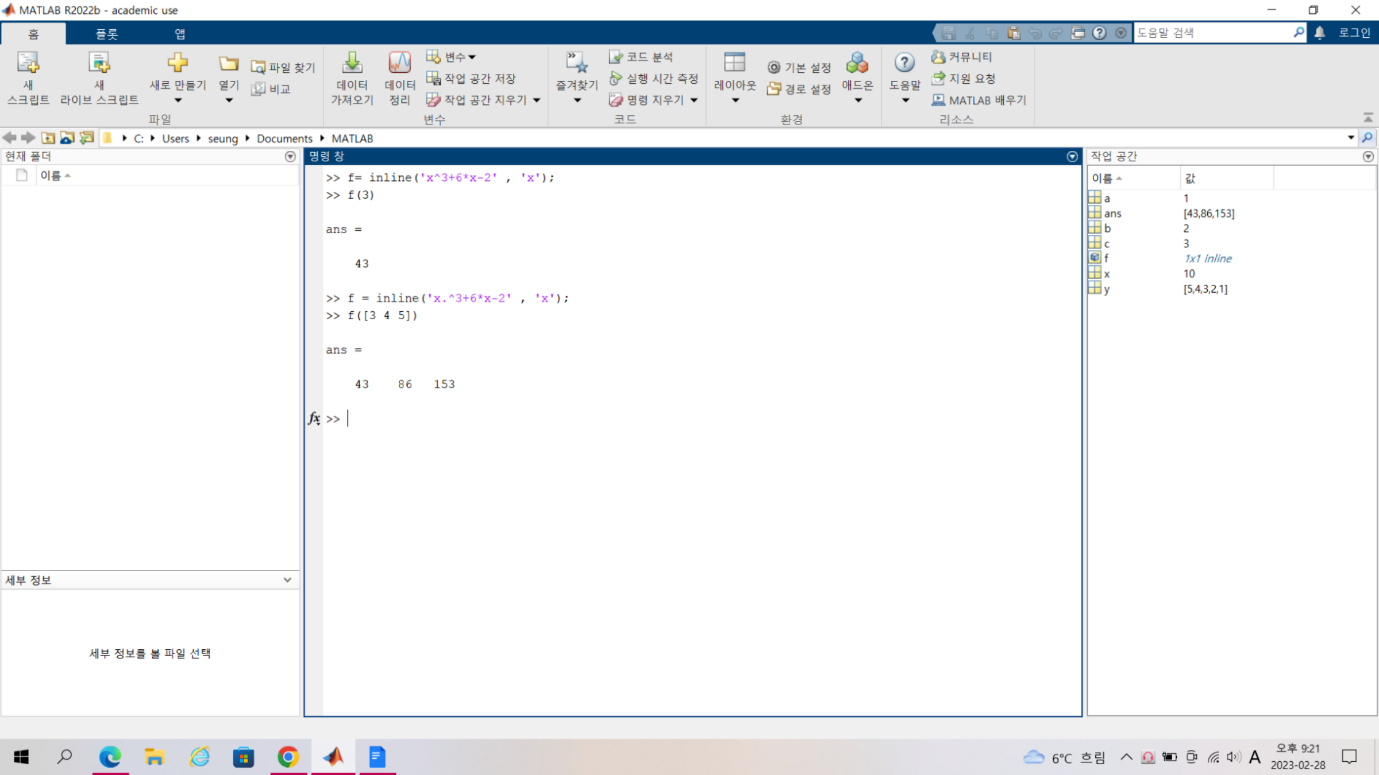 MATLAB R2022b - academic use
홈 플롯 앱
도움말 검색 로그인
새 스크립트
새 라이브 스크립트
새로 만들기
열기
파일 찾기
비교
파일
데이터 가져오기
데이터 정리
변수
작업 공간 저장
작업 공간 지우기
변수
즐겨찾기
코드 분석
실행 시간 측정
명령 지우기
코드
레이아웃
기본 설정
경로 설정
애드온
환경
도움말
커뮤니티
지원 요청
MATLAB 배우기
리소스
C: Users seung Documents MATLAB
현재 폴더
이름
세부 정보
세부 정보를 볼 파일 선택
명령 창
>> f= inline('x^3+6*x-2' , 'x');
>> f(3)
ans =
43
>> f = inline('x.^3+6*x-2' , 'x');
>> f([3 4 5])
ans =
43 86 153
fx >>
작업 공간
이름 값
a 1
ans [43,86,153]
b 2
c 3
f 1x1 inline
x 10
y [5,4,3,2,1]
6°C 흐림 A 오후 9:21
2023-02-28